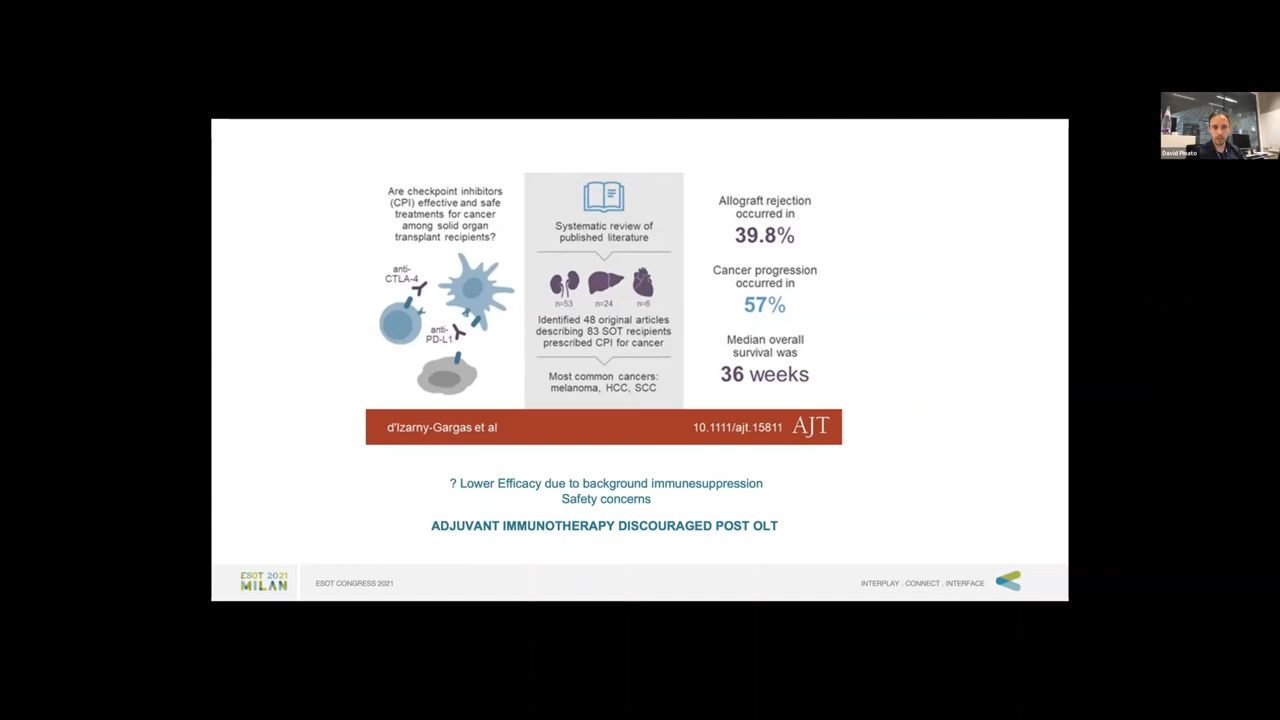 David Pinato
Are checkpoint inhibitors
(CPI) effective and safe
treatments for cancer
among solid organ
transplant recipients?
anti-
CTLA-4
anti-
PD-L1
Systematic review of
published literature
n=53
n=24
n=6
Identified 48 original articles
describing 83 SOT recipients
prescribed CPI for cancer
Most common cancers:
melanoma, HCC, SCC
Allograft rejection
occurred in
39.8%
Cancer progression
occurred in
57%
Median overall
survival was
36 weeks
d'Izarny-Gargas et al
10.1111/ajt.15811
AJT
? Lower Efficacy due to background immunesuppression
Safety concerns
ADJUVANT IMMUNOTHERAPY DISCOURAGED POST OLT
ESOT 2021
MILAN
ESOT CONGRESS 2021
INTERPLAY . CONNECT . INTERFACE